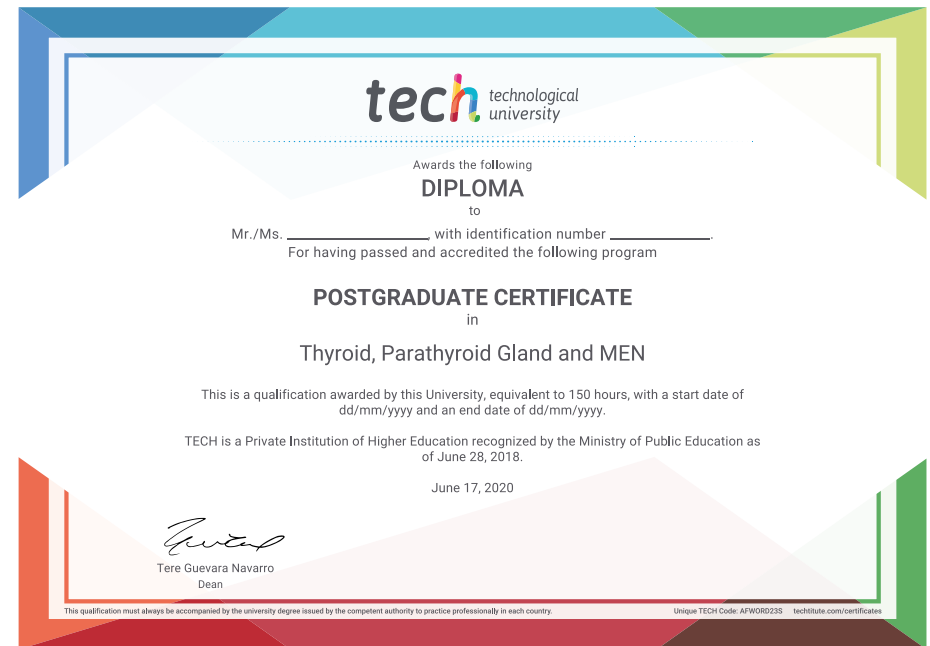 tech technological
university
Awards the following
DIPLOMA
to
Mr./Ms. ____________________, with identification number ______________.
For having passed and accredited the following program
POSTGRADUATE CERTIFICATE
in
Thyroid, Parathyroid Gland and MEN
This is a qualification awarded by this University, equivalent to 150 hours, with a start date of
dd/mm/yyyy and an end date of dd/mm/yyyy.
TECH is a Private Institution of Higher Education recognized by the Ministry of Public Education as
of June 28, 2018.
June 17, 2020
Tere Guevara Navarro
Dean
This qualification must always be accompanied by the university degree issued by the competent authority to practice professionally in each country. Unique TECH Code: AFWORD23S techtitute.com/certificates